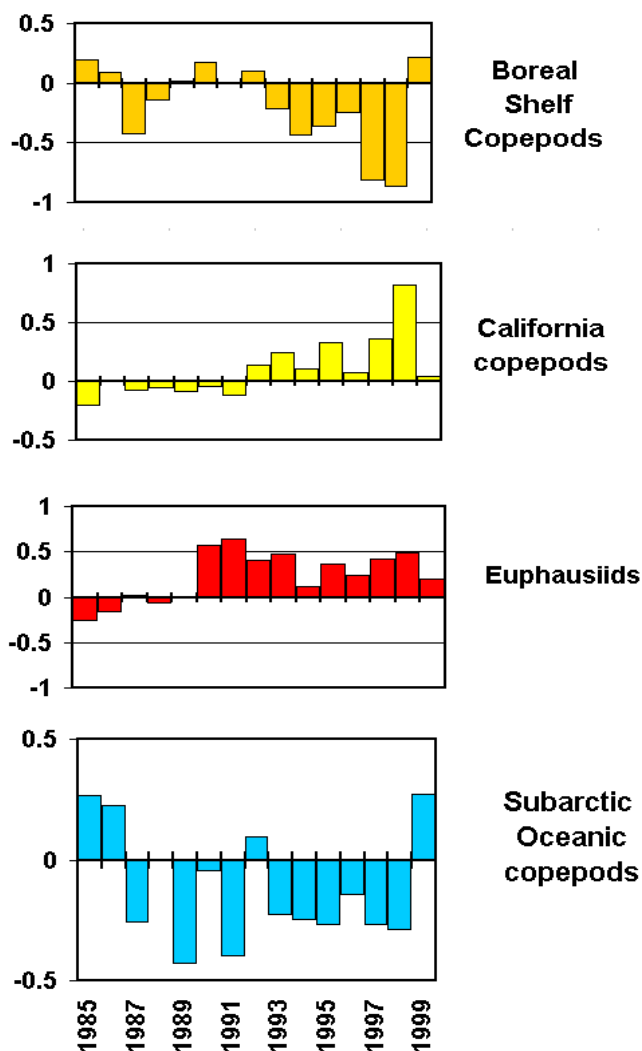 0.5
0
-0.5
-1
Boreal
Shelf
Copepods
1
0.5
0
-0.5
California
copepods
1
0.5
0
-0.5
-1
Euphausiids
0.5
0
-0.5
Subarctic
Oceanic
copepods
1985
1987
1989
1991
1993
1995
1997
1999